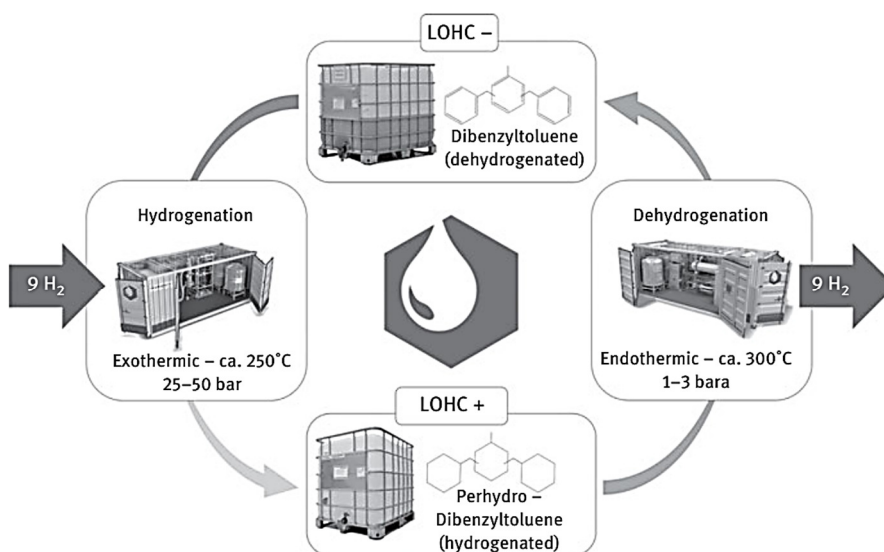 LOHC –
Dibenzyltoluene
(dehydrogenated)
Hydrogenation
9 H₂
Exothermic – ca. 250˚C
25–50 bar
Dehydrogenation
9 H₂
Endothermic – ca. 300˚C
1–3 bara
LOHC +
Perhydro –
Dibenzyltoluene
(hydrogenated)